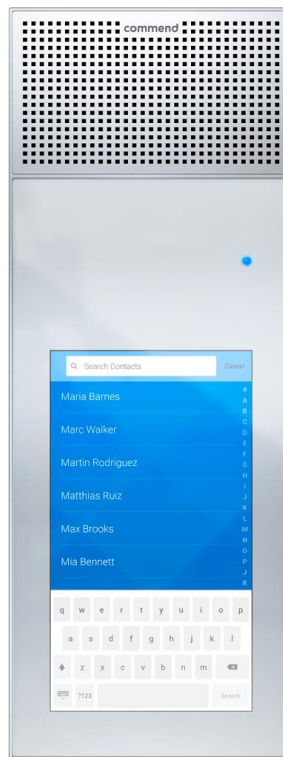 commend
Search Contacts Cancel
Maria Barnes
Marc Walker
Martin Rodriguez
Matthias Ruiz
Max Brooks
Mia Bennett
#
A
B
C
D
E
F
G
H
I
J
K
L
M
N
O
P
J
R
q w e r t y u i o p
a s d f g h j k l
z x c v b n m
?123 Search